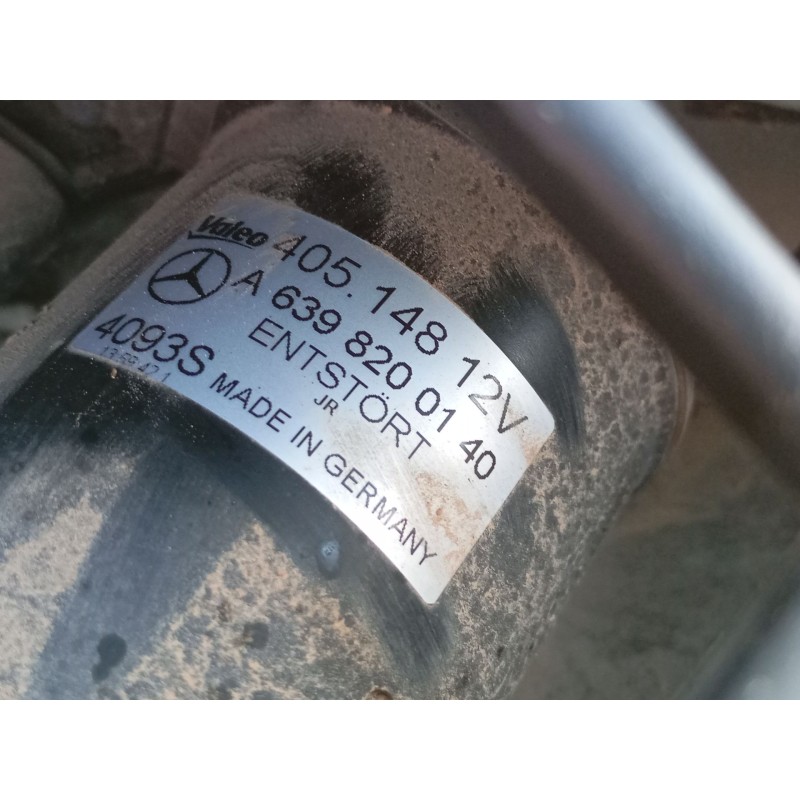 Valeo 405.148 12V
A 639 820 01 40
ENTSTÖRT
JR
4093S MADE IN GERMANY